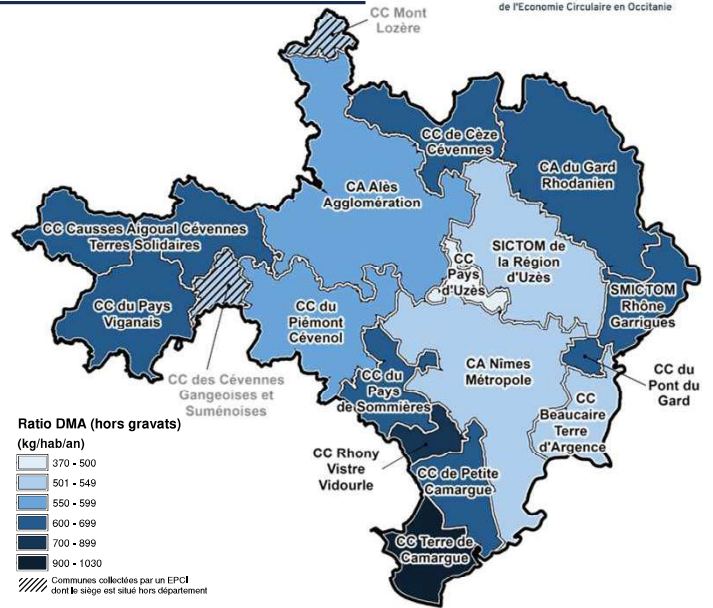 de l'Economie Circulaire en Occitanie
CC Mont
Lozère
CC de Cèze
Cévennes
CA du Gard
Rhodanien
CA Alès
Agglomération
CC Causses Aigoual Cévennes
Terres Solidaires
SICTOM de
la Région
d'Uzès
CC
Pays
d'Uzès
SMICTOM
Rhône
Garrigues
CC du Pays
Viganais
CC du
Piémont
Cévenol
CC des Cévennes
Gangeoises et
Suménoises
CC du
Pays
de Sommières
CA Nîmes
Métropole
CC du
Pont du
Gard
CC
Beaucaire
Terre
d'Argence
CC Rhony
Vistre
Vidourle
CC de Petite
Camargue
CC Terre de
Camargue
Ratio DMA (hors gravats)
(kg/hab/an)
370 - 500
501 - 549
550 - 599
600 - 699
700 - 899
900 - 1030
Communes collectées par un EPCI
dont le siège est situé hors département